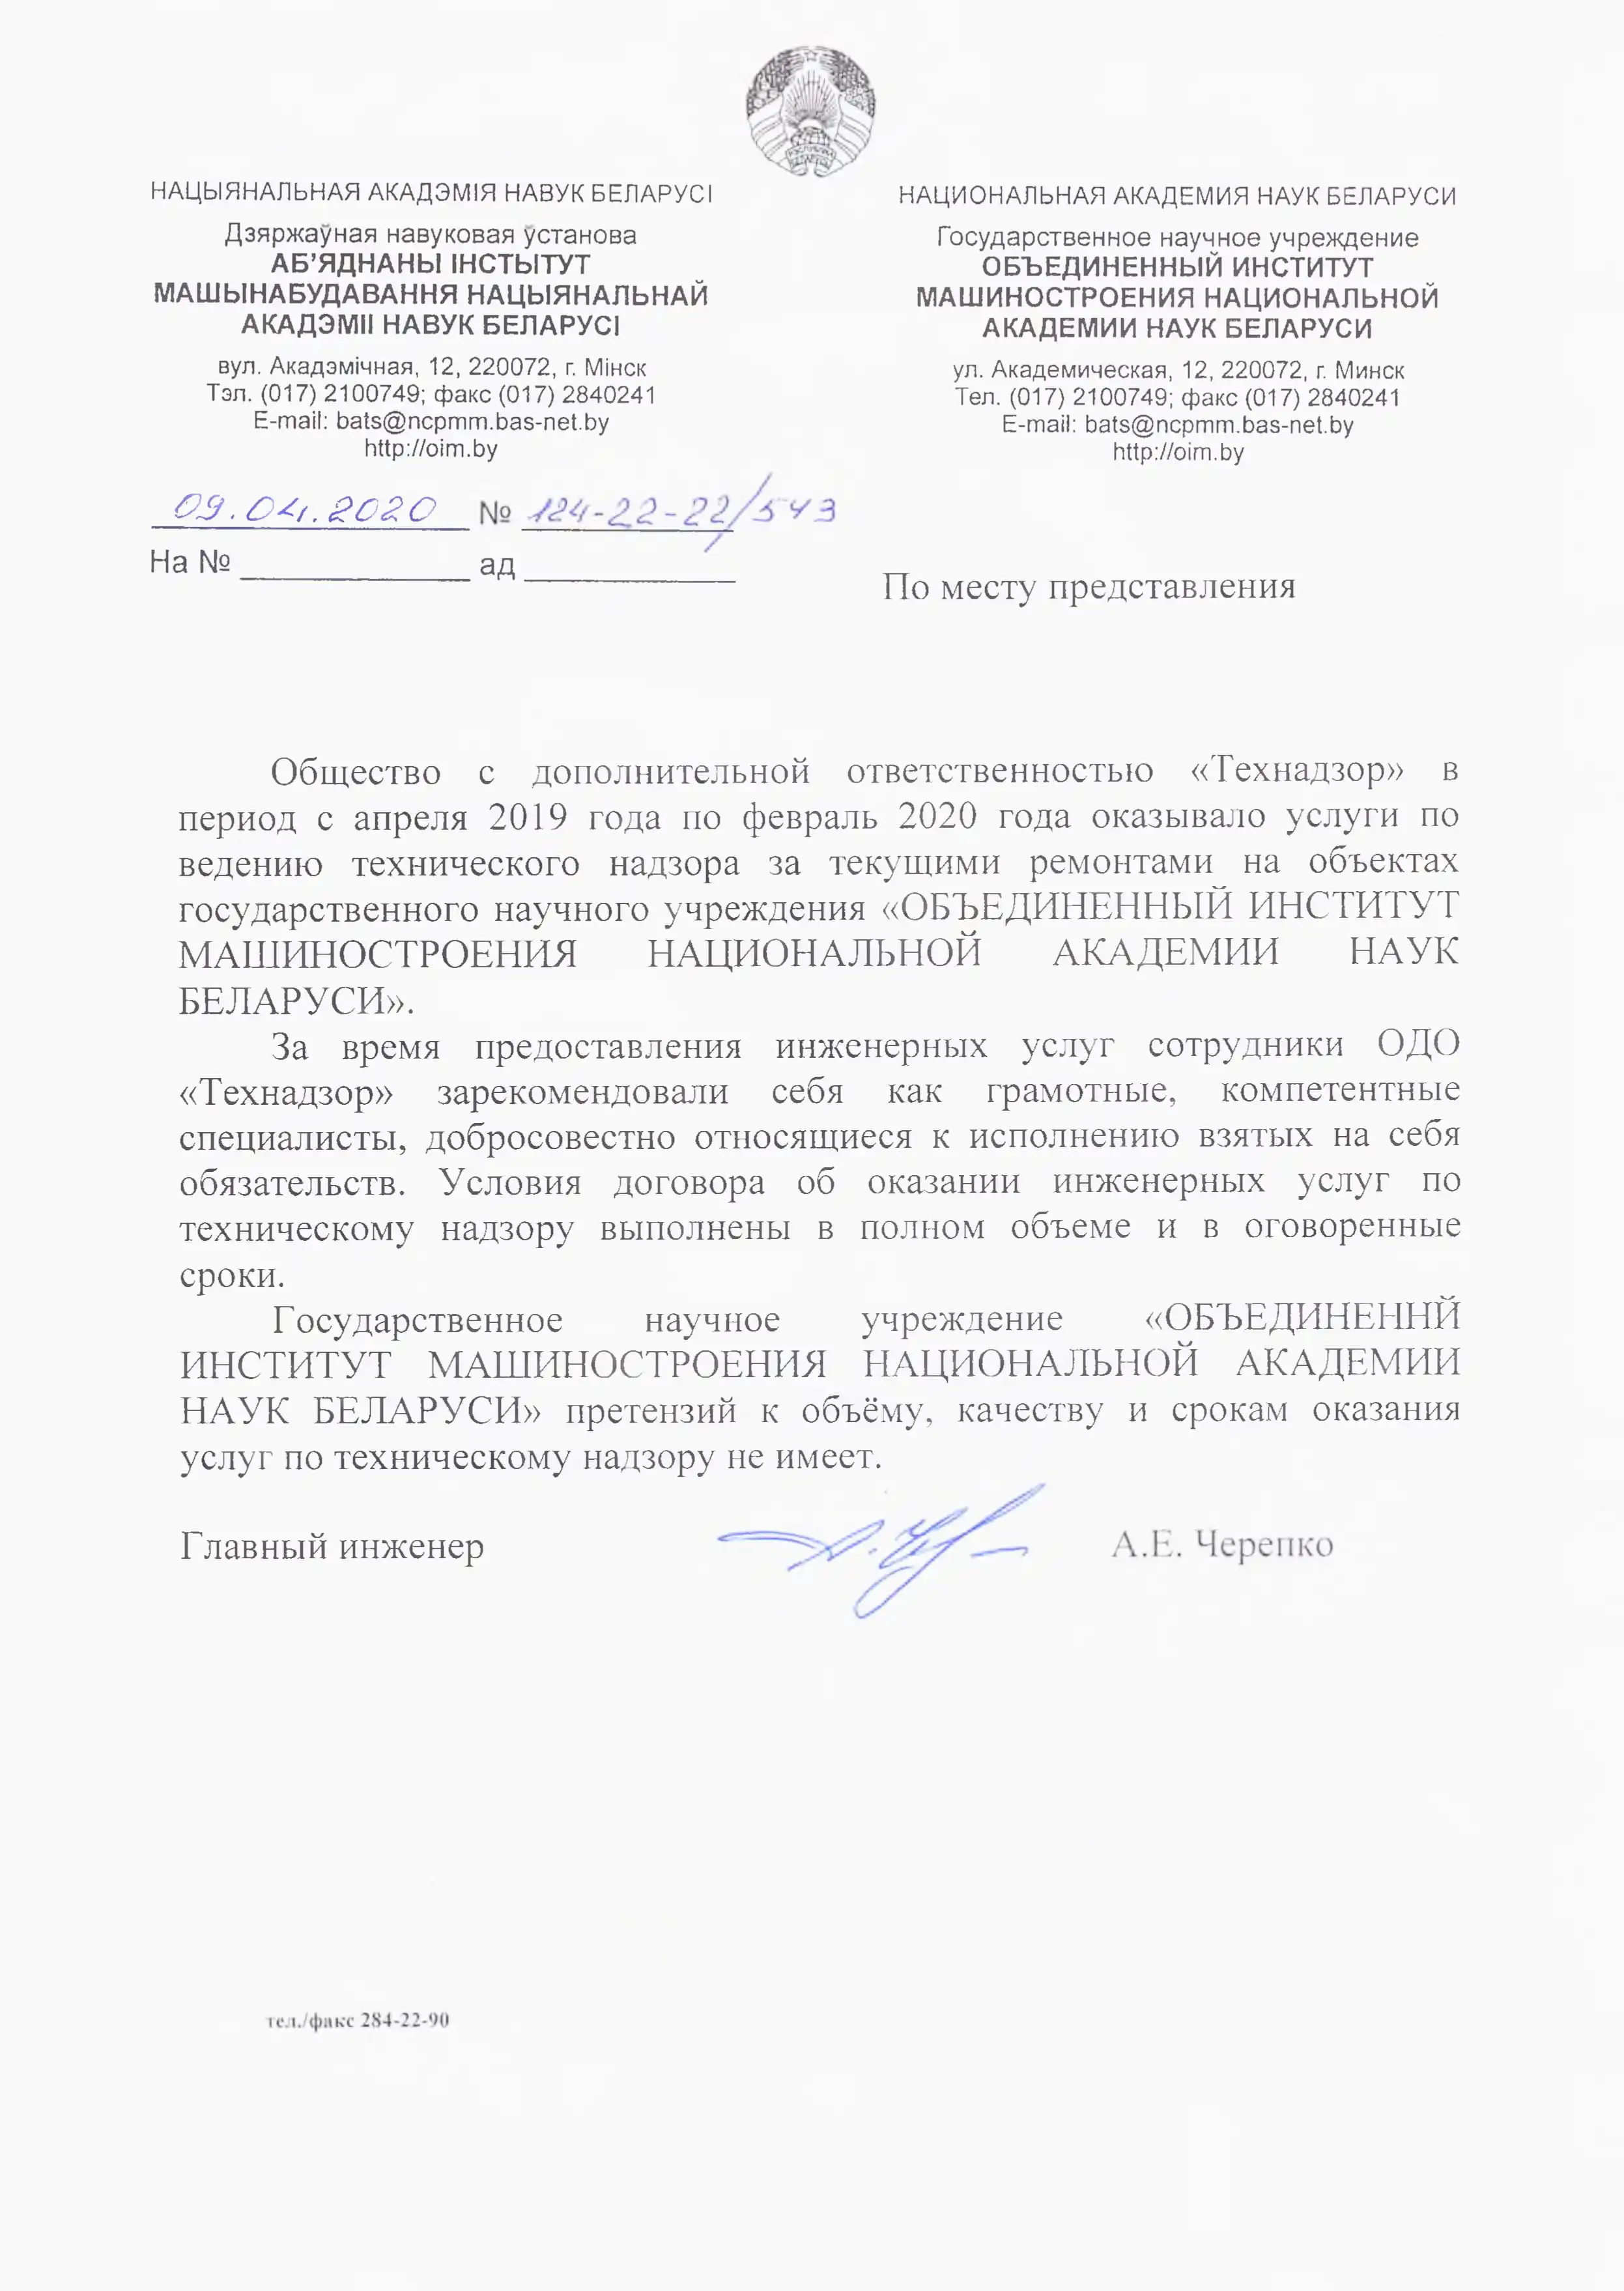 НАЦЫЯНАЛЬНАЯ АКАДЭМІЯ НАВУК БЕЛАРУСІ
Дзяржаўная навуковая ўстанова
АБ’ЯДНАНЫ ІНСТЫТУТ
МАШЫНАБУДАВАННЯ НАЦЫЯНАЛЬНАЙ
АКАДЭМІІ НАВУК БЕЛАРУСІ
вул. Акадэмічная, 12, 220072, г. Мінск
Тэл. (017) 2100749; факс (017) 2840241
E-mail: bats@ncpmm.bas-net.by
http://oim.by
НАЦИОНАЛЬНАЯ АКАДЕМИЯ НАУК БЕЛАРУСИ
Государственное научное учреждение
ОБЪЕДИНЕННЫЙ ИНСТИТУТ
МАШИНОСТРОЕНИЯ НАЦИОНАЛЬНОЙ
АКАДЕМИИ НАУК БЕЛАРУСИ
ул. Академическая, 12, 220072, г. Минск
Тел. (017) 2100749; факс (017) 2840241
E-mail: bats@ncpmm.bas-net.by
http://oim.by
09.04.2020 № 124-22-22/543
На № ад
По месту представления
Общество с дополнительной ответственностью «Технадзор» в
период с апреля 2019 года по февраль 2020 года оказывало услуги по
ведению технического надзора за текущими ремонтами на объектах
государственного научного учреждения «ОБЪЕДИНЕННЫЙ ИНСТИТУТ
МАШИНОСТРОЕНИЯ НАЦИОНАЛЬНОЙ АКАДЕМИИ НАУК
БЕЛАРУСИ».
За время предоставления инженерных услуг сотрудники ОДО
«Технадзор» зарекомендовали себя как грамотные, компетентные
специалисты, добросовестно относящиеся к исполнению взятых на себя
обязательств. Условия договора об оказании инженерных услуг по
техническому надзору выполнены в полном объеме и в оговоренные
сроки.
Государственное научное учреждение «ОБЪЕДИНЕННЙ
ИНСТИТУТ МАШИНОСТРОЕНИЯ НАЦИОНАЛЬНОЙ АКАДЕМИИ
НАУК БЕЛАРУСИ» претензий к объёму, качеству и срокам оказания
услуг по техническому надзору не имеет.
Главный инженер А.Е. Черепко
тел./факс 284-22-90